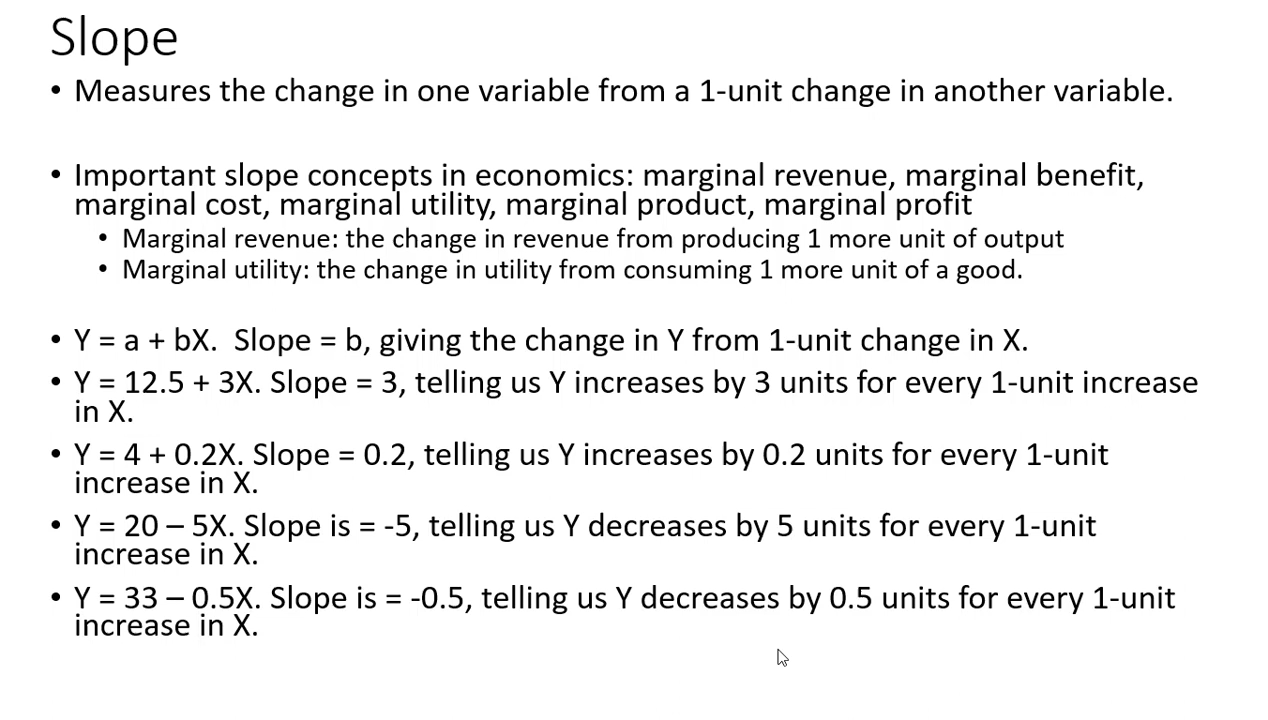 Slope
• Measures the change in one variable from a 1-unit change in another variable.
• Important slope concepts in economics: marginal revenue, marginal benefit,
marginal cost, marginal utility, marginal product, marginal profit
• Marginal revenue: the change in revenue from producing 1 more unit of output
• Marginal utility: the change in utility from consuming 1 more unit of a good.
• Y = a + bX.  Slope = b, giving the change in Y from 1-unit change in X.
• Y = 12.5 + 3X. Slope = 3, telling us Y increases by 3 units for every 1-unit increase
in X.
• Y = 4 + 0.2X. Slope = 0.2, telling us Y increases by 0.2 units for every 1-unit
increase in X.
• Y = 20 – 5X. Slope is = -5, telling us Y decreases by 5 units for every 1-unit
increase in X.
• Y = 33 – 0.5X. Slope is = -0.5, telling us Y decreases by 0.5 units for every 1-unit
increase in X.